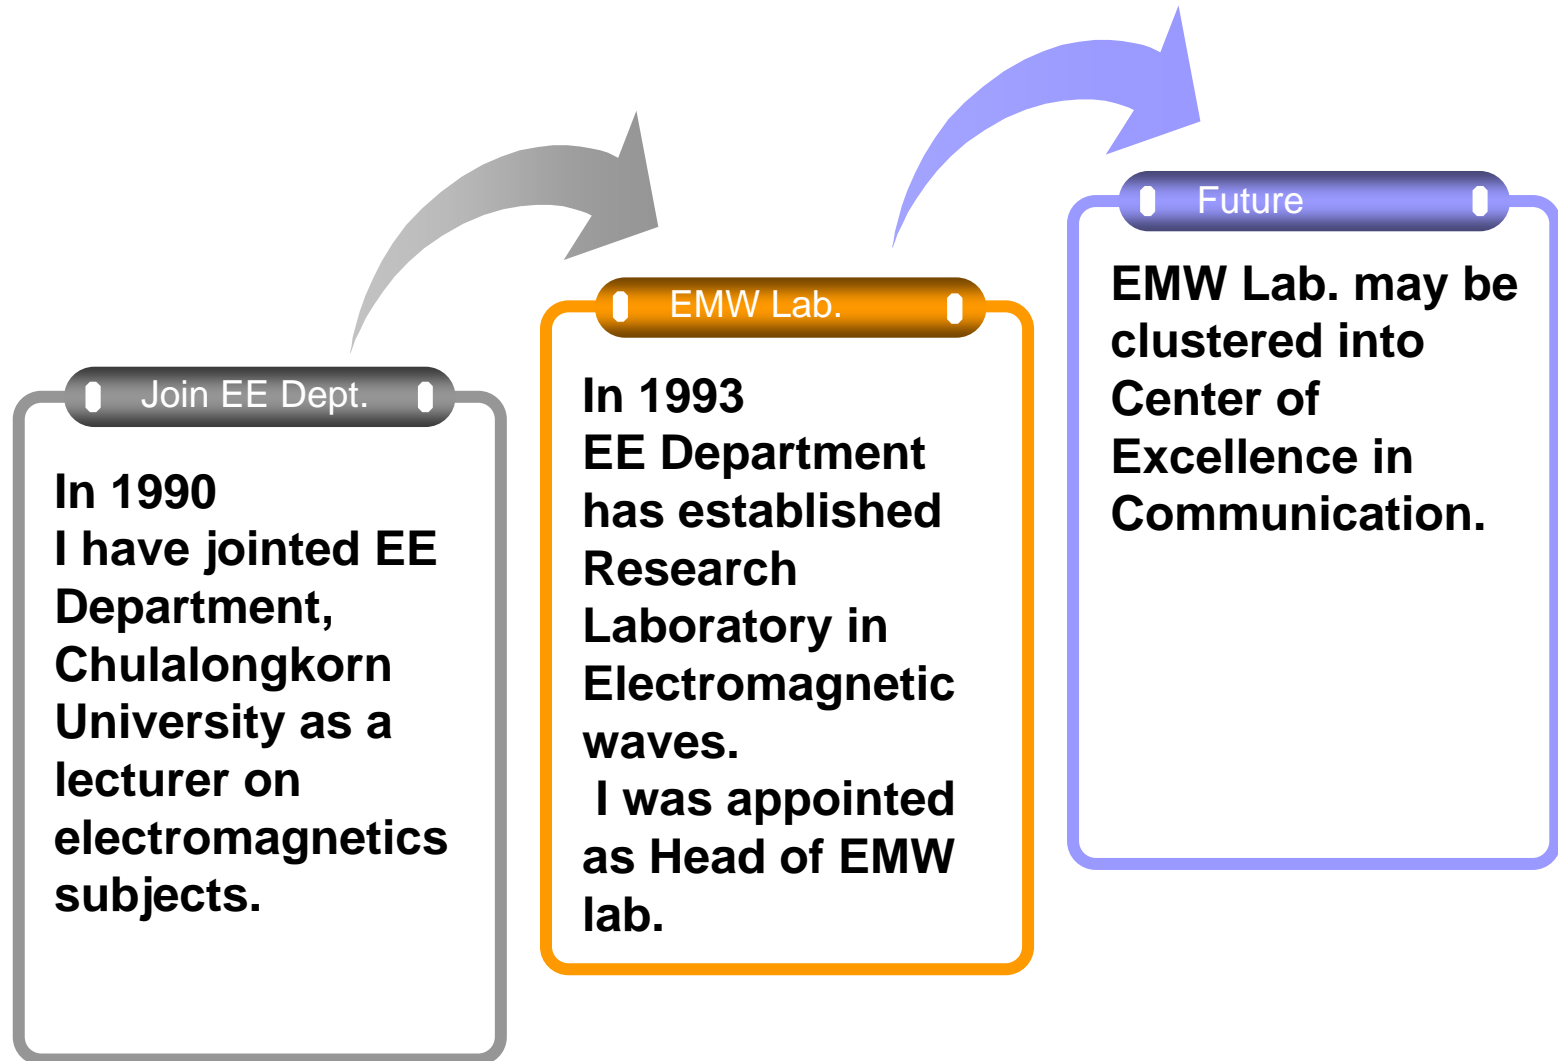 Join EE Dept.
In 1990
I have jointed EE
Department,
Chulalongkorn
University as a
lecturer on
electromagnetics
subjects.
EMW Lab.
In 1993
EE Department
has established
Research
Laboratory in
Electromagnetic
waves.
I was appointed
as Head of EMW
lab.
Future
EMW Lab. may be
clustered into
Center of
Excellence in
Communication.